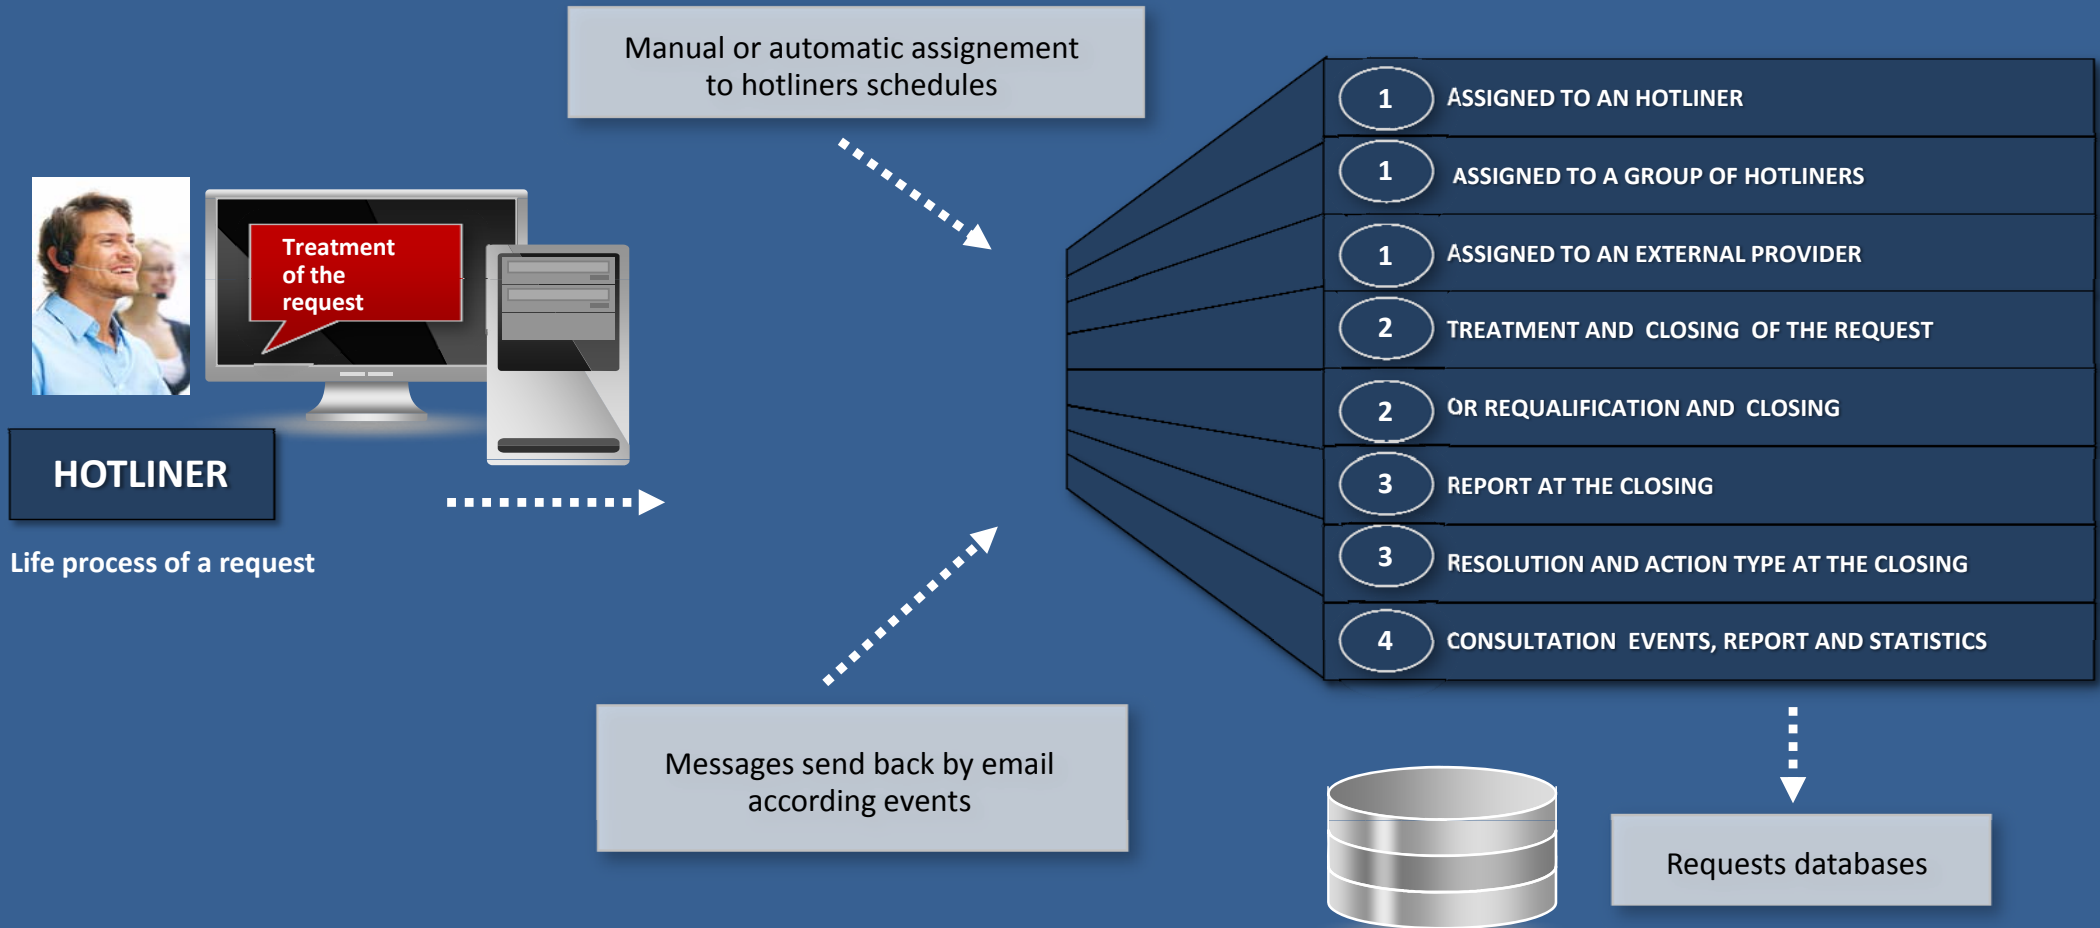 Manual or automatic assignement
to hotliners schedules
Treatment
of the
request
HOTLINER
Life process of a request
Messages send back by email
according events
1 ASSIGNED TO AN HOTLINER
1 ASSIGNED TO A GROUP OF HOTLINERS
1 ASSIGNED TO AN EXTERNAL PROVIDER
2 TREATMENT AND CLOSING OF THE REQUEST
2 OR REQUALIFICATION AND CLOSING
3 REPORT AT THE CLOSING
3 RESOLUTION AND ACTION TYPE AT THE CLOSING
4 CONSULTATION EVENTS, REPORT AND STATISTICS
Requests databases